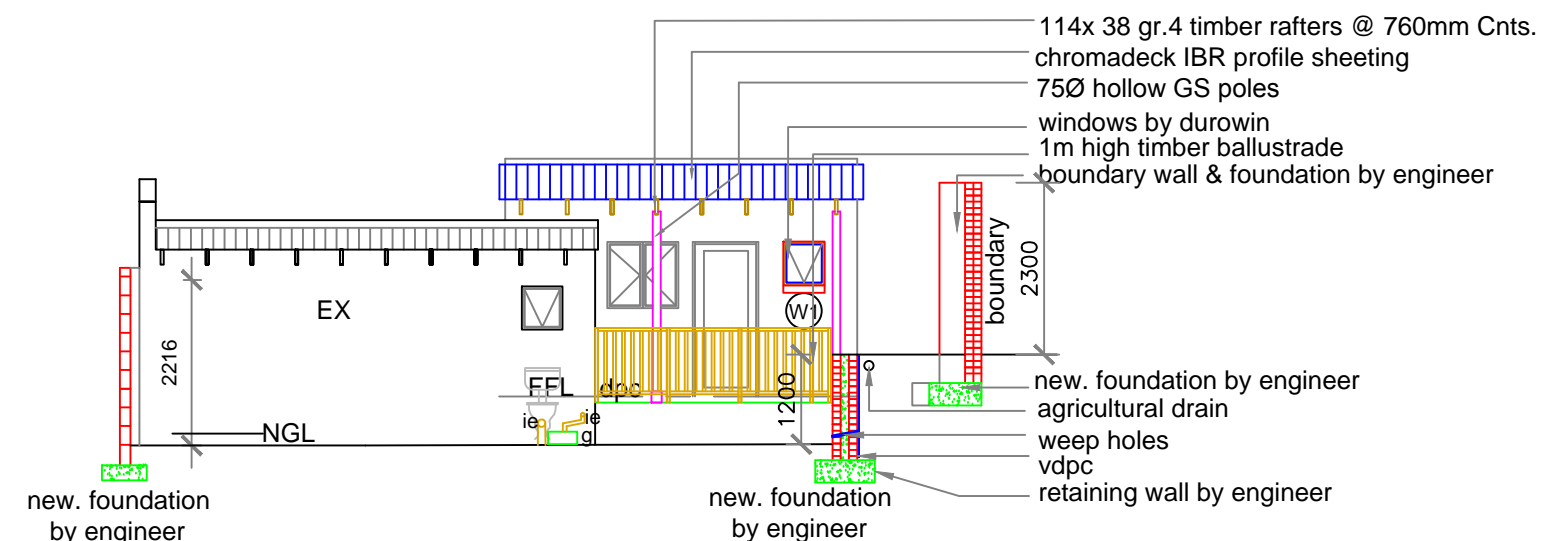 114x 38 gr.4 timber rafters @ 760mm Cnts.
chromadeck IBR profile sheeting
75Ø hollow GS poles
windows by durowin
1m high timber ballustrade
boundary wall & foundation by engineer
boundary
2300
EX
W1
2216
FFL dpc
1200
ie
ie
g
NGL
new. foundation by engineer
agricultural drain
weep holes
vdpc
retaining wall by engineer
new. foundation
by engineer
new. foundation
by engineer